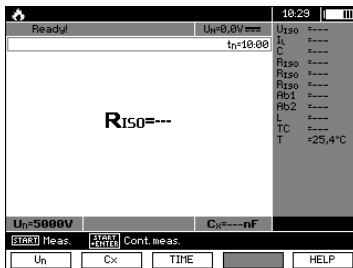 10:29
Ready!
UN=0,0V
tn=10:00
UISO =---
IL =---
C =---
RISO =---
RISO =---
RISO =---
Ab1 =---
Ab2 =---
L =---
TC =---
T =25,4°C
RISO=---
Un=5000V
Cx=---nF
START Meas.
START +ENTER Cont. meas.
Un
Cx
TIME
HELP